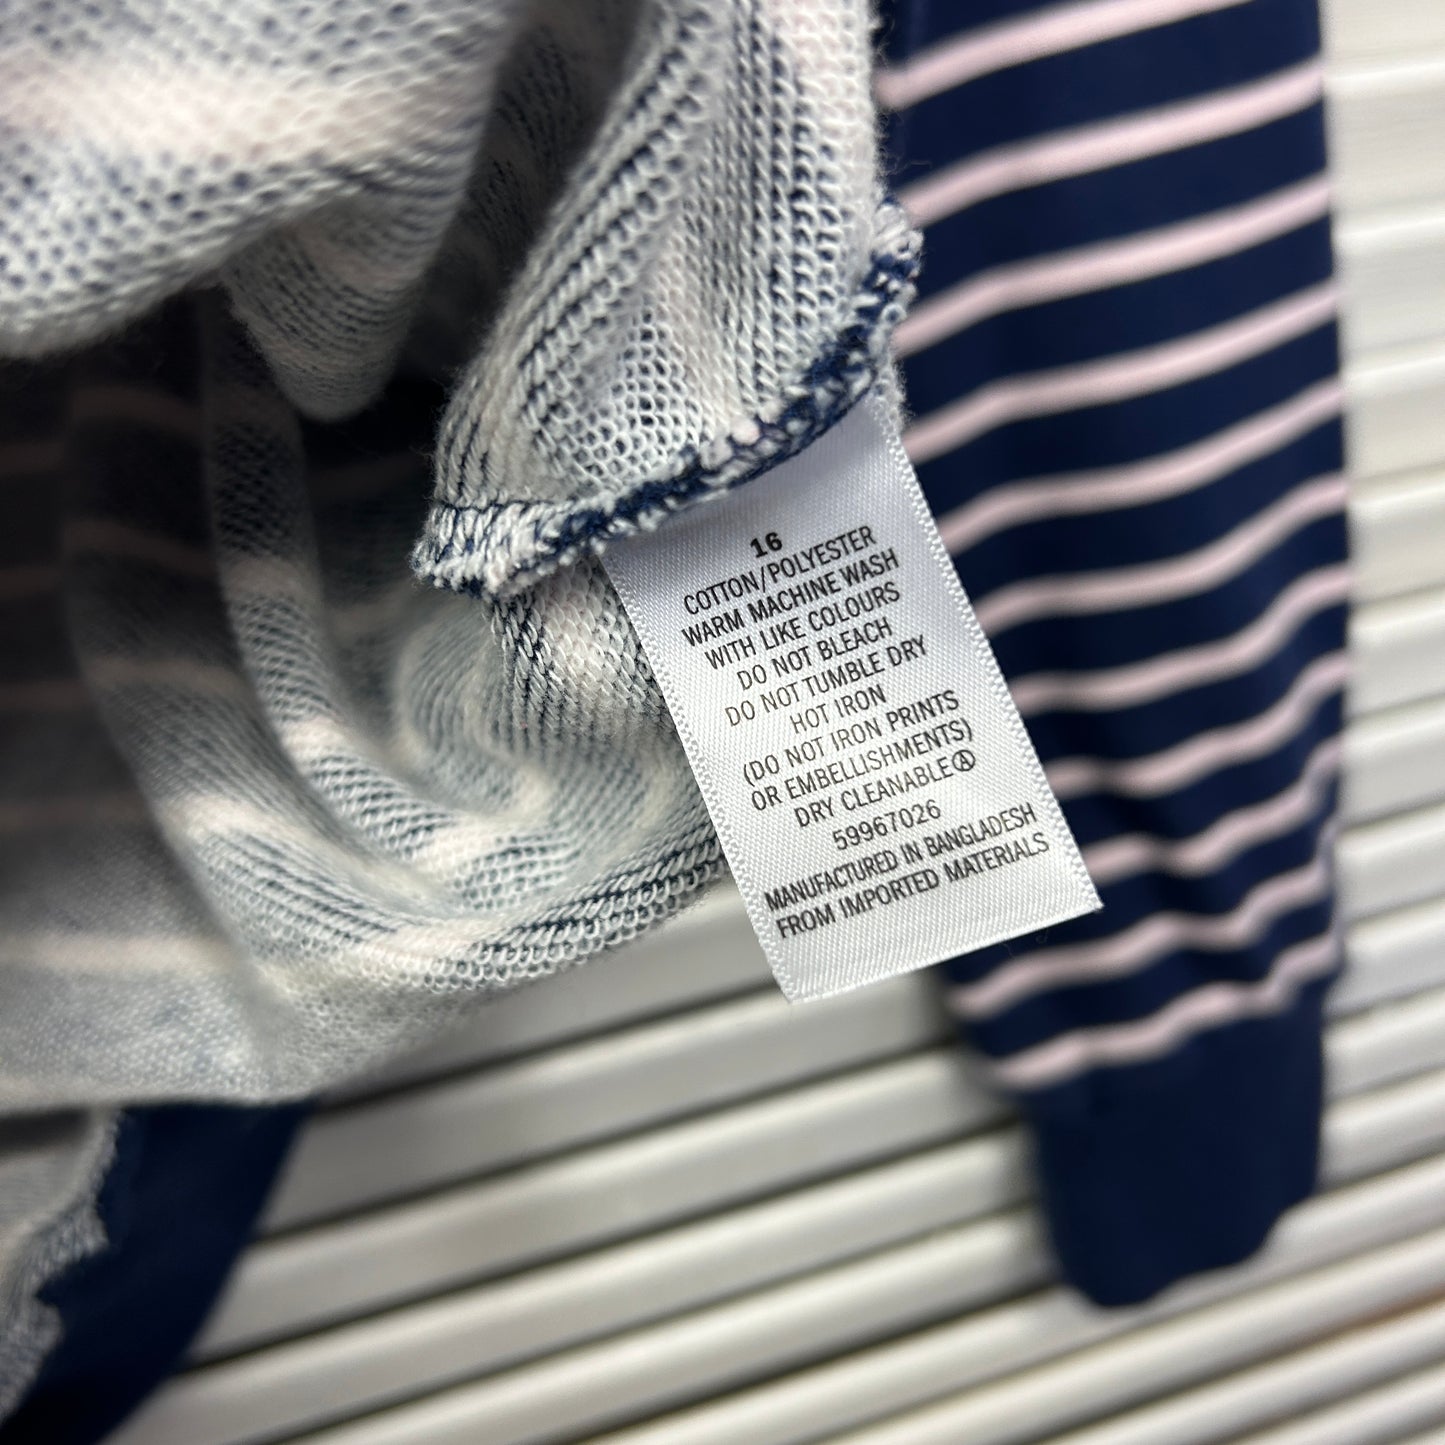 16
COTTON/POLYESTER
WARM MACHINE WASH
WITH LIKE COLOURS
DO NOT BLEACH
DO NOT TUMBLE DRY
HOT IRON
(DO NOT IRON PRINTS
OR EMBELLISHMENTS)
DRY CLEANABLE Ⓐ
59967026
MANUFACTURED IN BANGLADESH
FROM IMPORTED MATERIALS